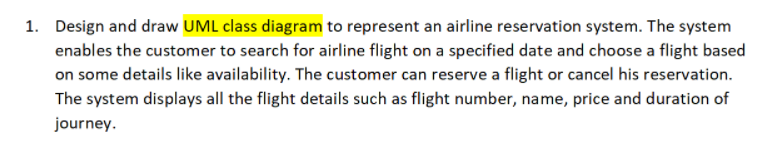 1. Design and draw UML class diagram to represent an airline reservation system. The system
enables the customer to search for airline flight on a specified date and choose a flight based
on some details like availability. The customer can reserve a flight or cancel his reservation.
The system displays all the flight details such as flight number, name, price and duration of
journey.